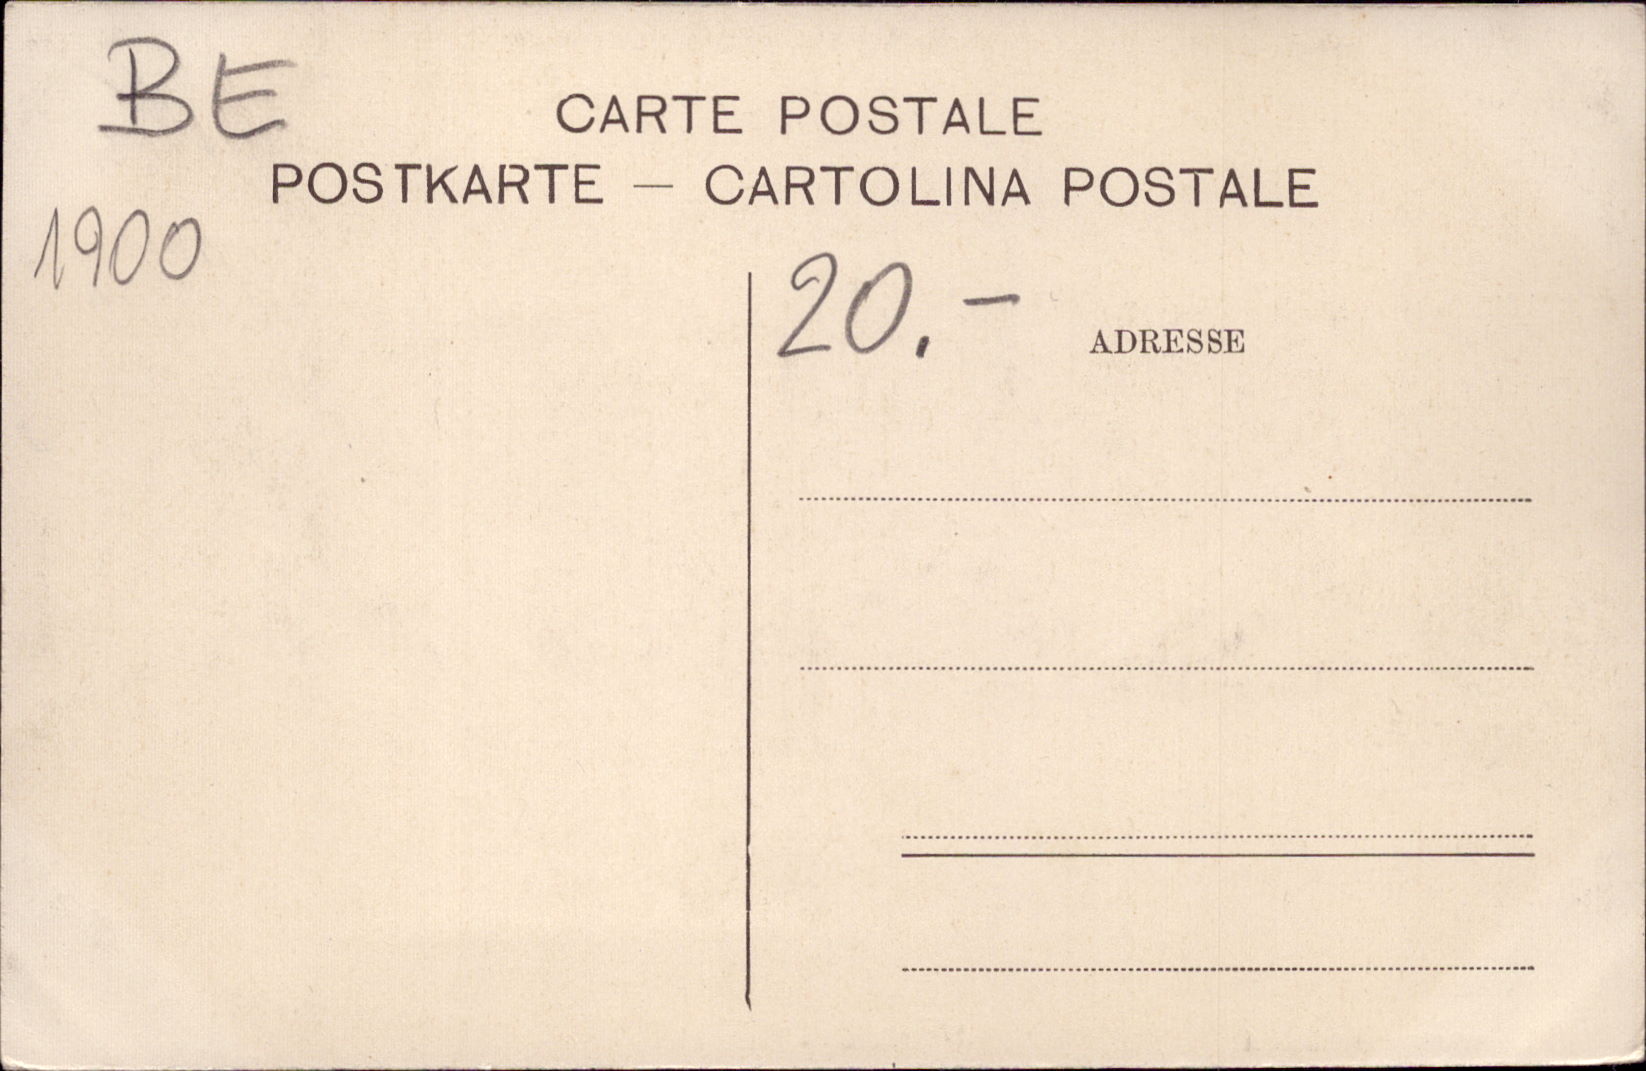 BE
CARTE POSTALE
POSTKARTE — CARTOLINA POSTALE
1900
20.-
ADRESSE